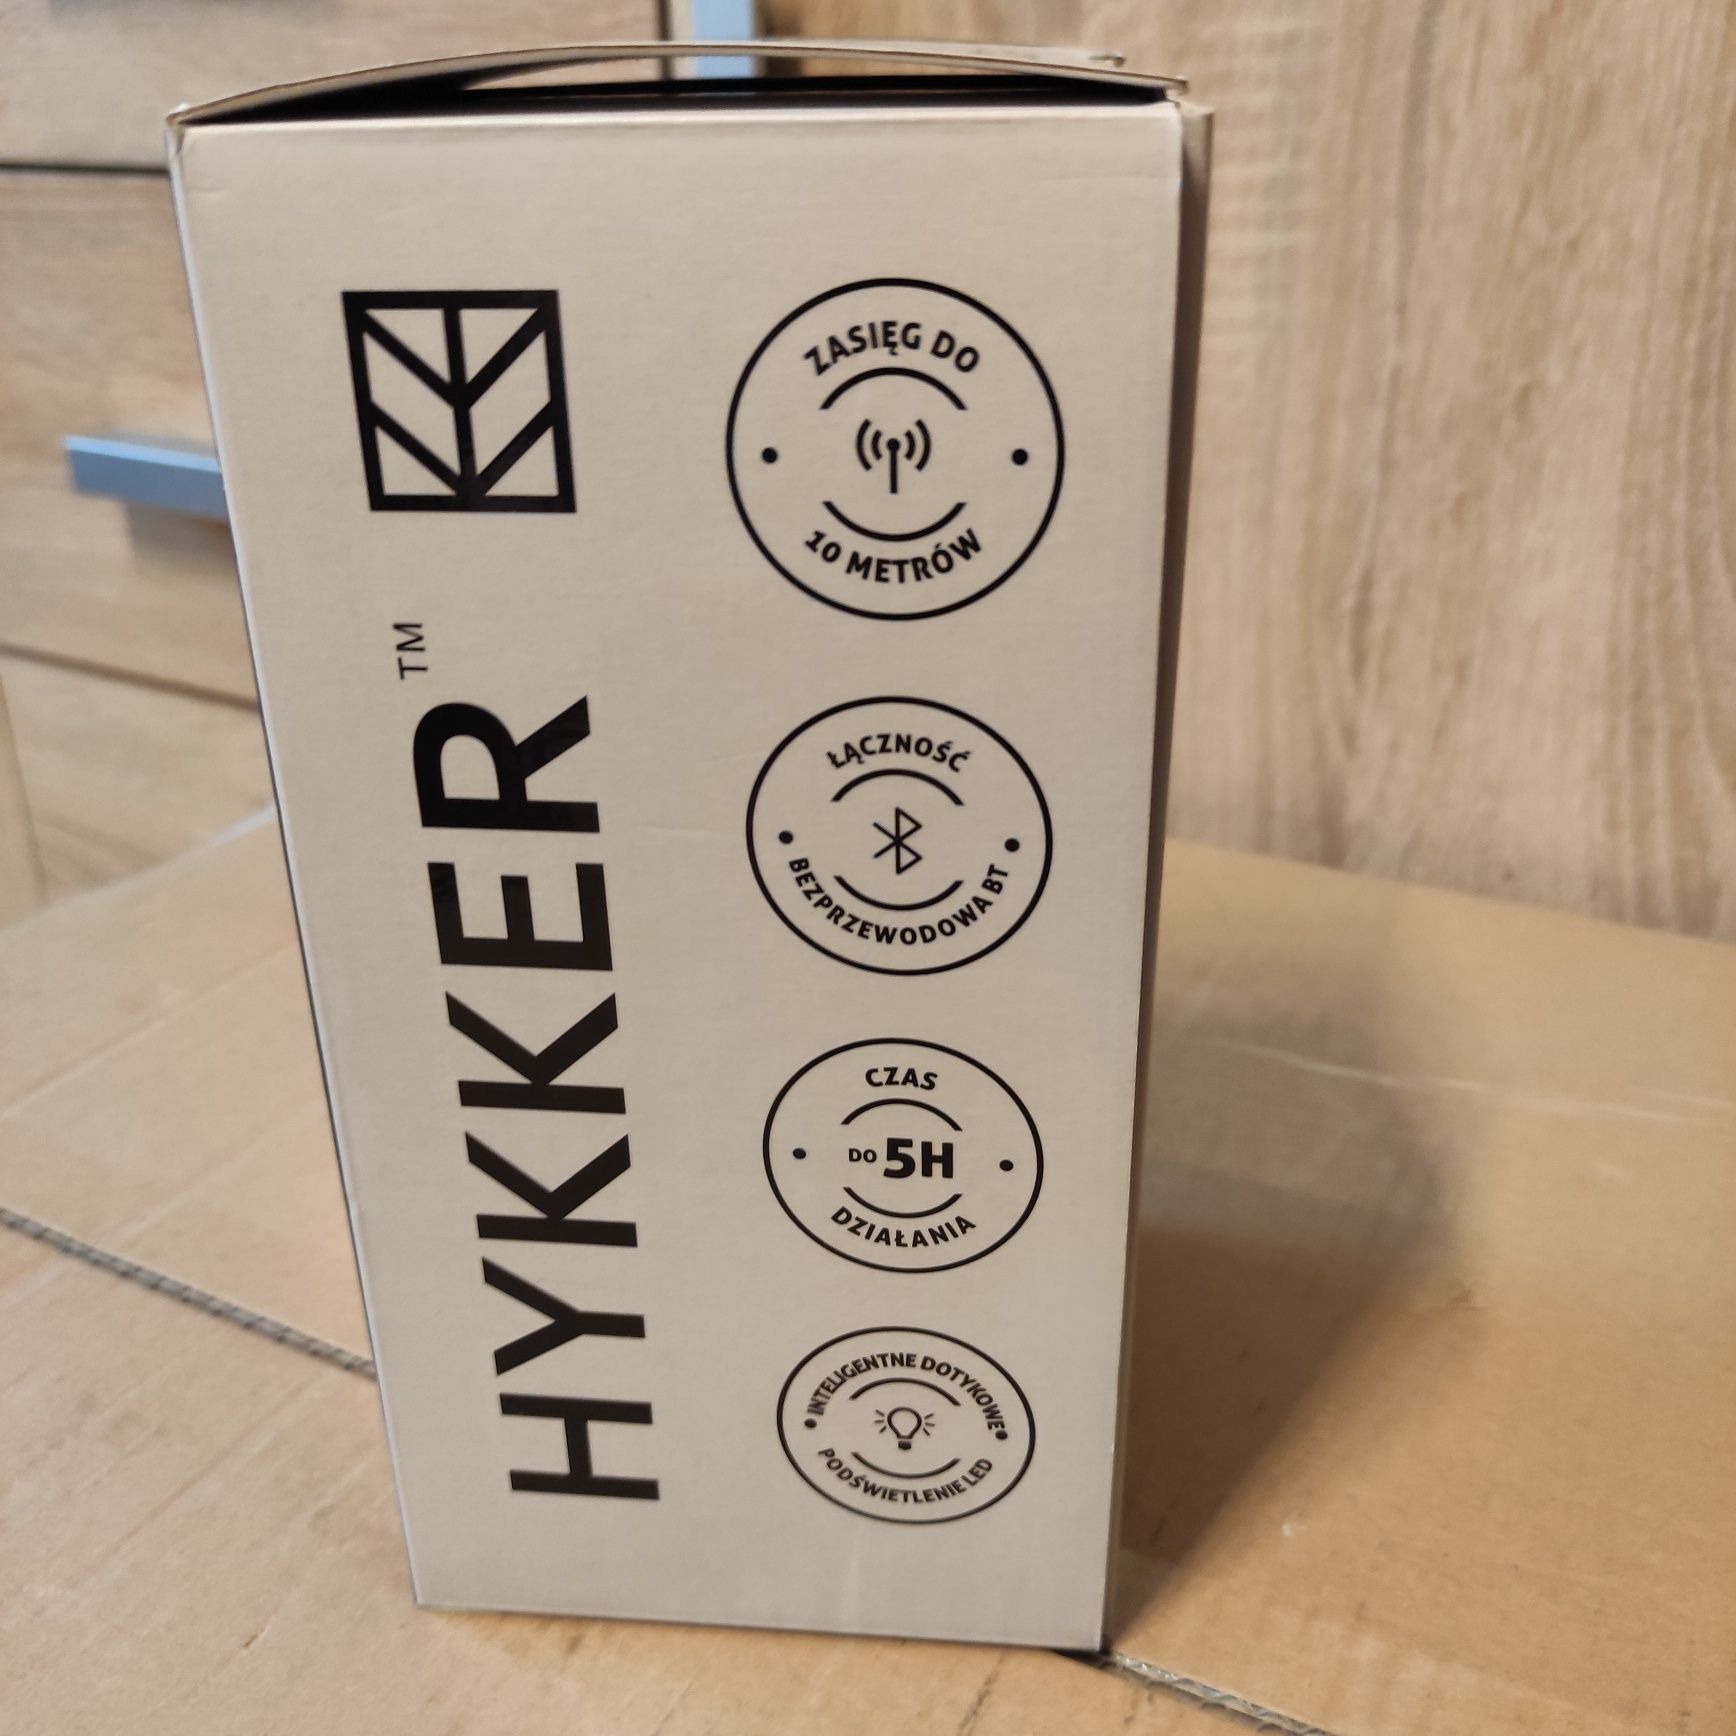 HYKKER™
ZASIĘG DO
10 METRÓW
ŁĄCZNOŚĆ
BEZPRZEWODOWA BT
CZAS
DO 5H
DZIAŁANIA
INTELIGENTNE DOTYKOWE
PODŚWIETLENIE LED